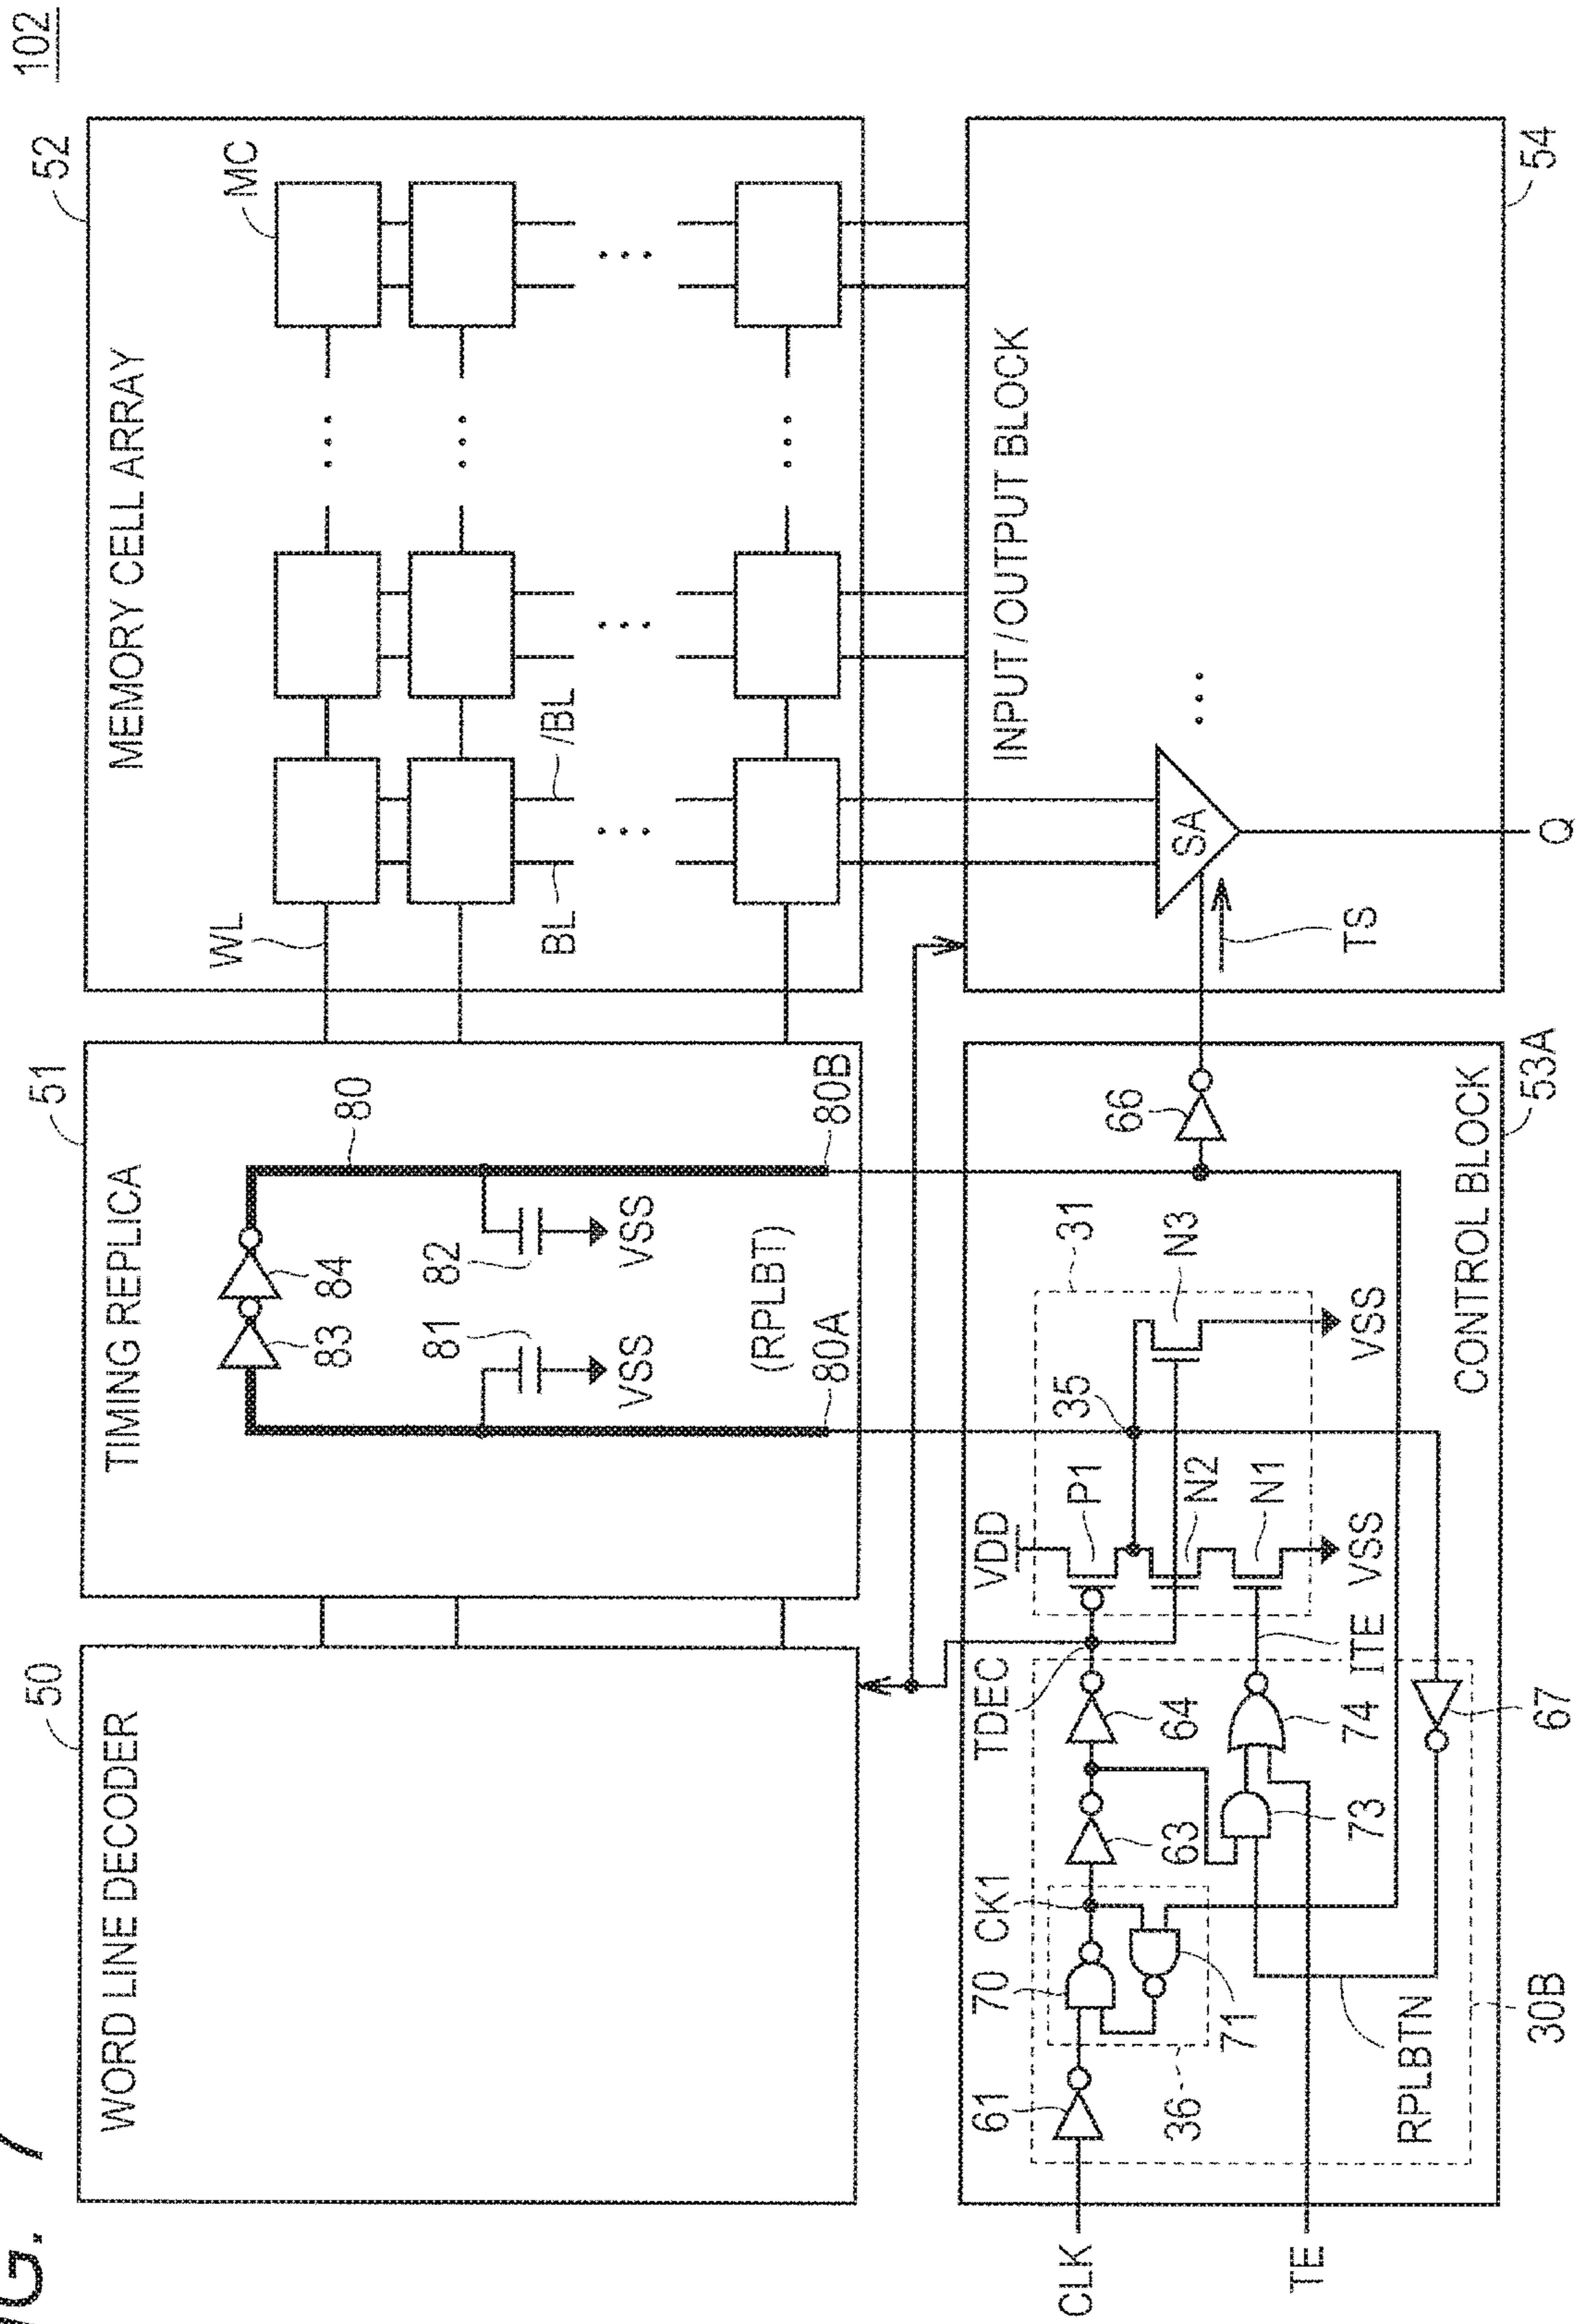 FIG. 7
102
50
WORD LINE DECODER
51
TIMING REPLICA
83
84
80
81
82
VSS
VSS
(RPLBT)
80A
80B
52
MEMORY CELL ARRAY
MC
WL
BL
/BL
CLK
TE
61
70
CK1
36
71
63
64
TDEC
73
74
ITE
RPLBTN
30B
67
VDD
P1
N2
N1
VSS
35
31
N3
VSS
66
CONTROL BLOCK
53A
INPUT/OUTPUT BLOCK
SA
TS
Q
54